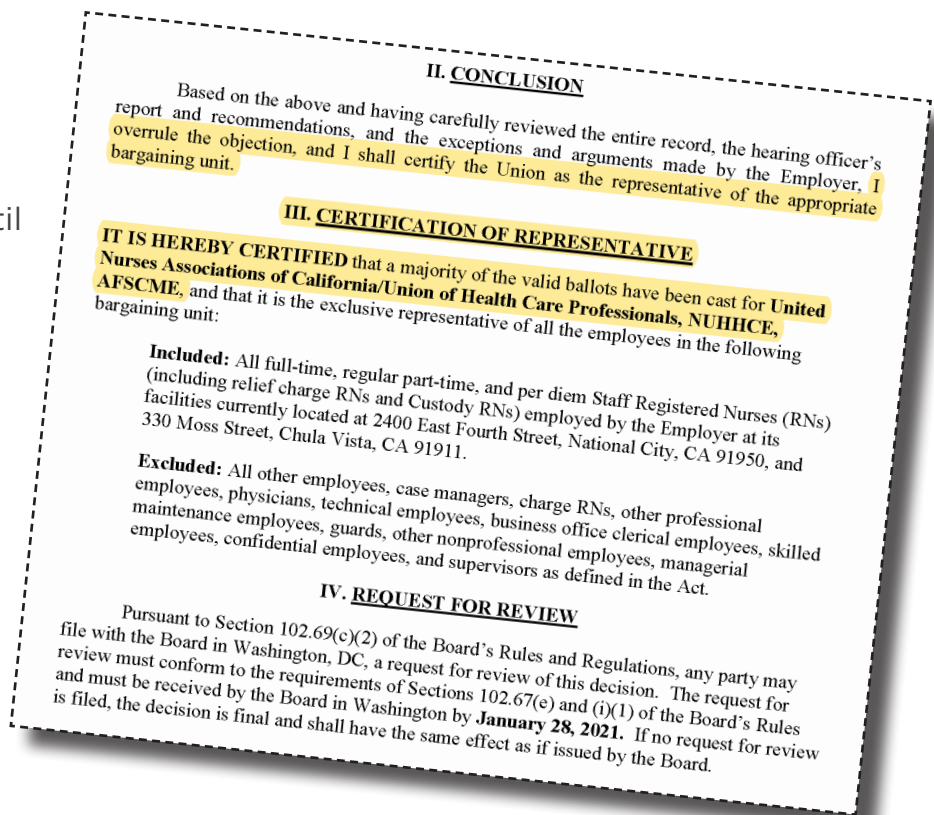 cil
II. CONCLUSION
Based on the above and having carefully reviewed the entire record, the hearing officer's
report and recommendations, and the exceptions and arguments made by the Employer, I
overrule the objection, and I shall certify the Union as the representative of the appropriate
bargaining unit.
III. CERTIFICATION OF REPRESENTATIVE
IT IS HEREBY CERTIFIED that a majority of the valid ballots have been cast for United
Nurses Associations of California/Union of Health Care Professionals, NUHHCE,
AFSCME, and that it is the exclusive representative of all the employees in the following
bargaining unit:
Included: All full-time, regular part-time, and per diem Staff Registered Nurses (RNs)
(including relief charge RNs and Custody RNs) employed by the Employer at its
facilities currently located at 2400 East Fourth Street, National City, CA 91950, and
330 Moss Street, Chula Vista, CA 91911.
Excluded: All other employees, case managers, charge RNs, other professional
employees, physicians, technical employees, business office clerical employees, skilled
maintenance employees, guards, other nonprofessional employees, managerial
employees, confidential employees, and supervisors as defined in the Act.
IV. REQUEST FOR REVIEW
Pursuant to Section 102.69(c)(2) of the Board's Rules and Regulations, any party may
file with the Board in Washington, DC, a request for review of this decision. The request for
review must conform to the requirements of Sections 102.67(e) and (i)(1) of the Board's Rules
and must be received by the Board in Washington by January 28, 2021. If no request for review
is filed, the decision is final and shall have the same effect as if issued by the Board.